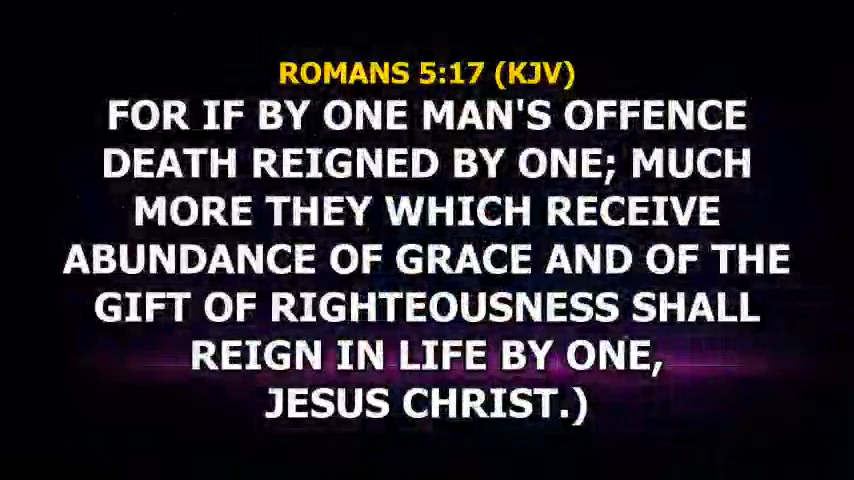 ROMANS 5:17 (KJV)
FOR IF BY ONE MAN'S OFFENCE
DEATH REIGNED BY ONE; MUCH
MORE THEY WHICH RECEIVE
ABUNDANCE OF GRACE AND OF THE
GIFT OF RIGHTEOUSNESS SHALL
REIGN IN LIFE BY ONE,
JESUS CHRIST.)